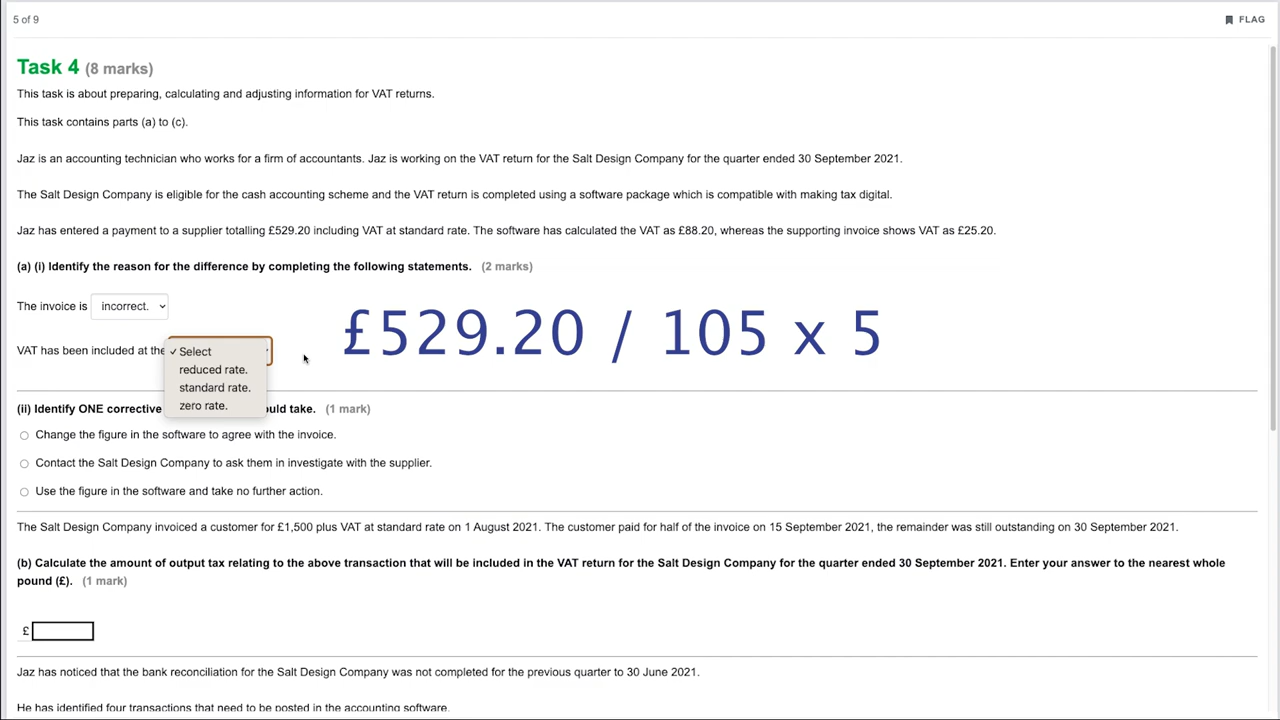 5 of 9
FLAG
Task 4 (8 marks)
This task is about preparing, calculating and adjusting information for VAT returns.
This task contains parts (a) to (c).
Jaz is an accounting technician who works for a firm of accountants. Jaz is working on the VAT return for the Salt Design Company for the quarter ended 30 September 2021.
The Salt Design Company is eligible for the cash accounting scheme and the VAT return is completed using a software package which is compatible with making tax digital.
Jaz has entered a payment to a supplier totalling £529.20 including VAT at standard rate. The software has calculated the VAT as £88.20, whereas the supporting invoice shows VAT as £25.20.
(a) (i) Identify the reason for the difference by completing the following statements. (2 marks)
The invoice is incorrect.
£529.20 / 105 x 5
VAT has been included at the
✓ Select
reduced rate.
standard rate.
zero rate.
(ii) Identify ONE corrective ould take. (1 mark)
Change the figure in the software to agree with the invoice.
Contact the Salt Design Company to ask them in investigate with the supplier.
Use the figure in the software and take no further action.
The Salt Design Company invoiced a customer for £1,500 plus VAT at standard rate on 1 August 2021. The customer paid for half of the invoice on 15 September 2021, the remainder was still outstanding on 30 September 2021.
(b) Calculate the amount of output tax relating to the above transaction that will be included in the VAT return for the Salt Design Company for the quarter ended 30 September 2021. Enter your answer to the nearest whole
pound (£). (1 mark)
£
Jaz has noticed that the bank reconciliation for the Salt Design Company was not completed for the previous quarter to 30 June 2021.
He has identified four transactions that need to be posted in the accounting software.